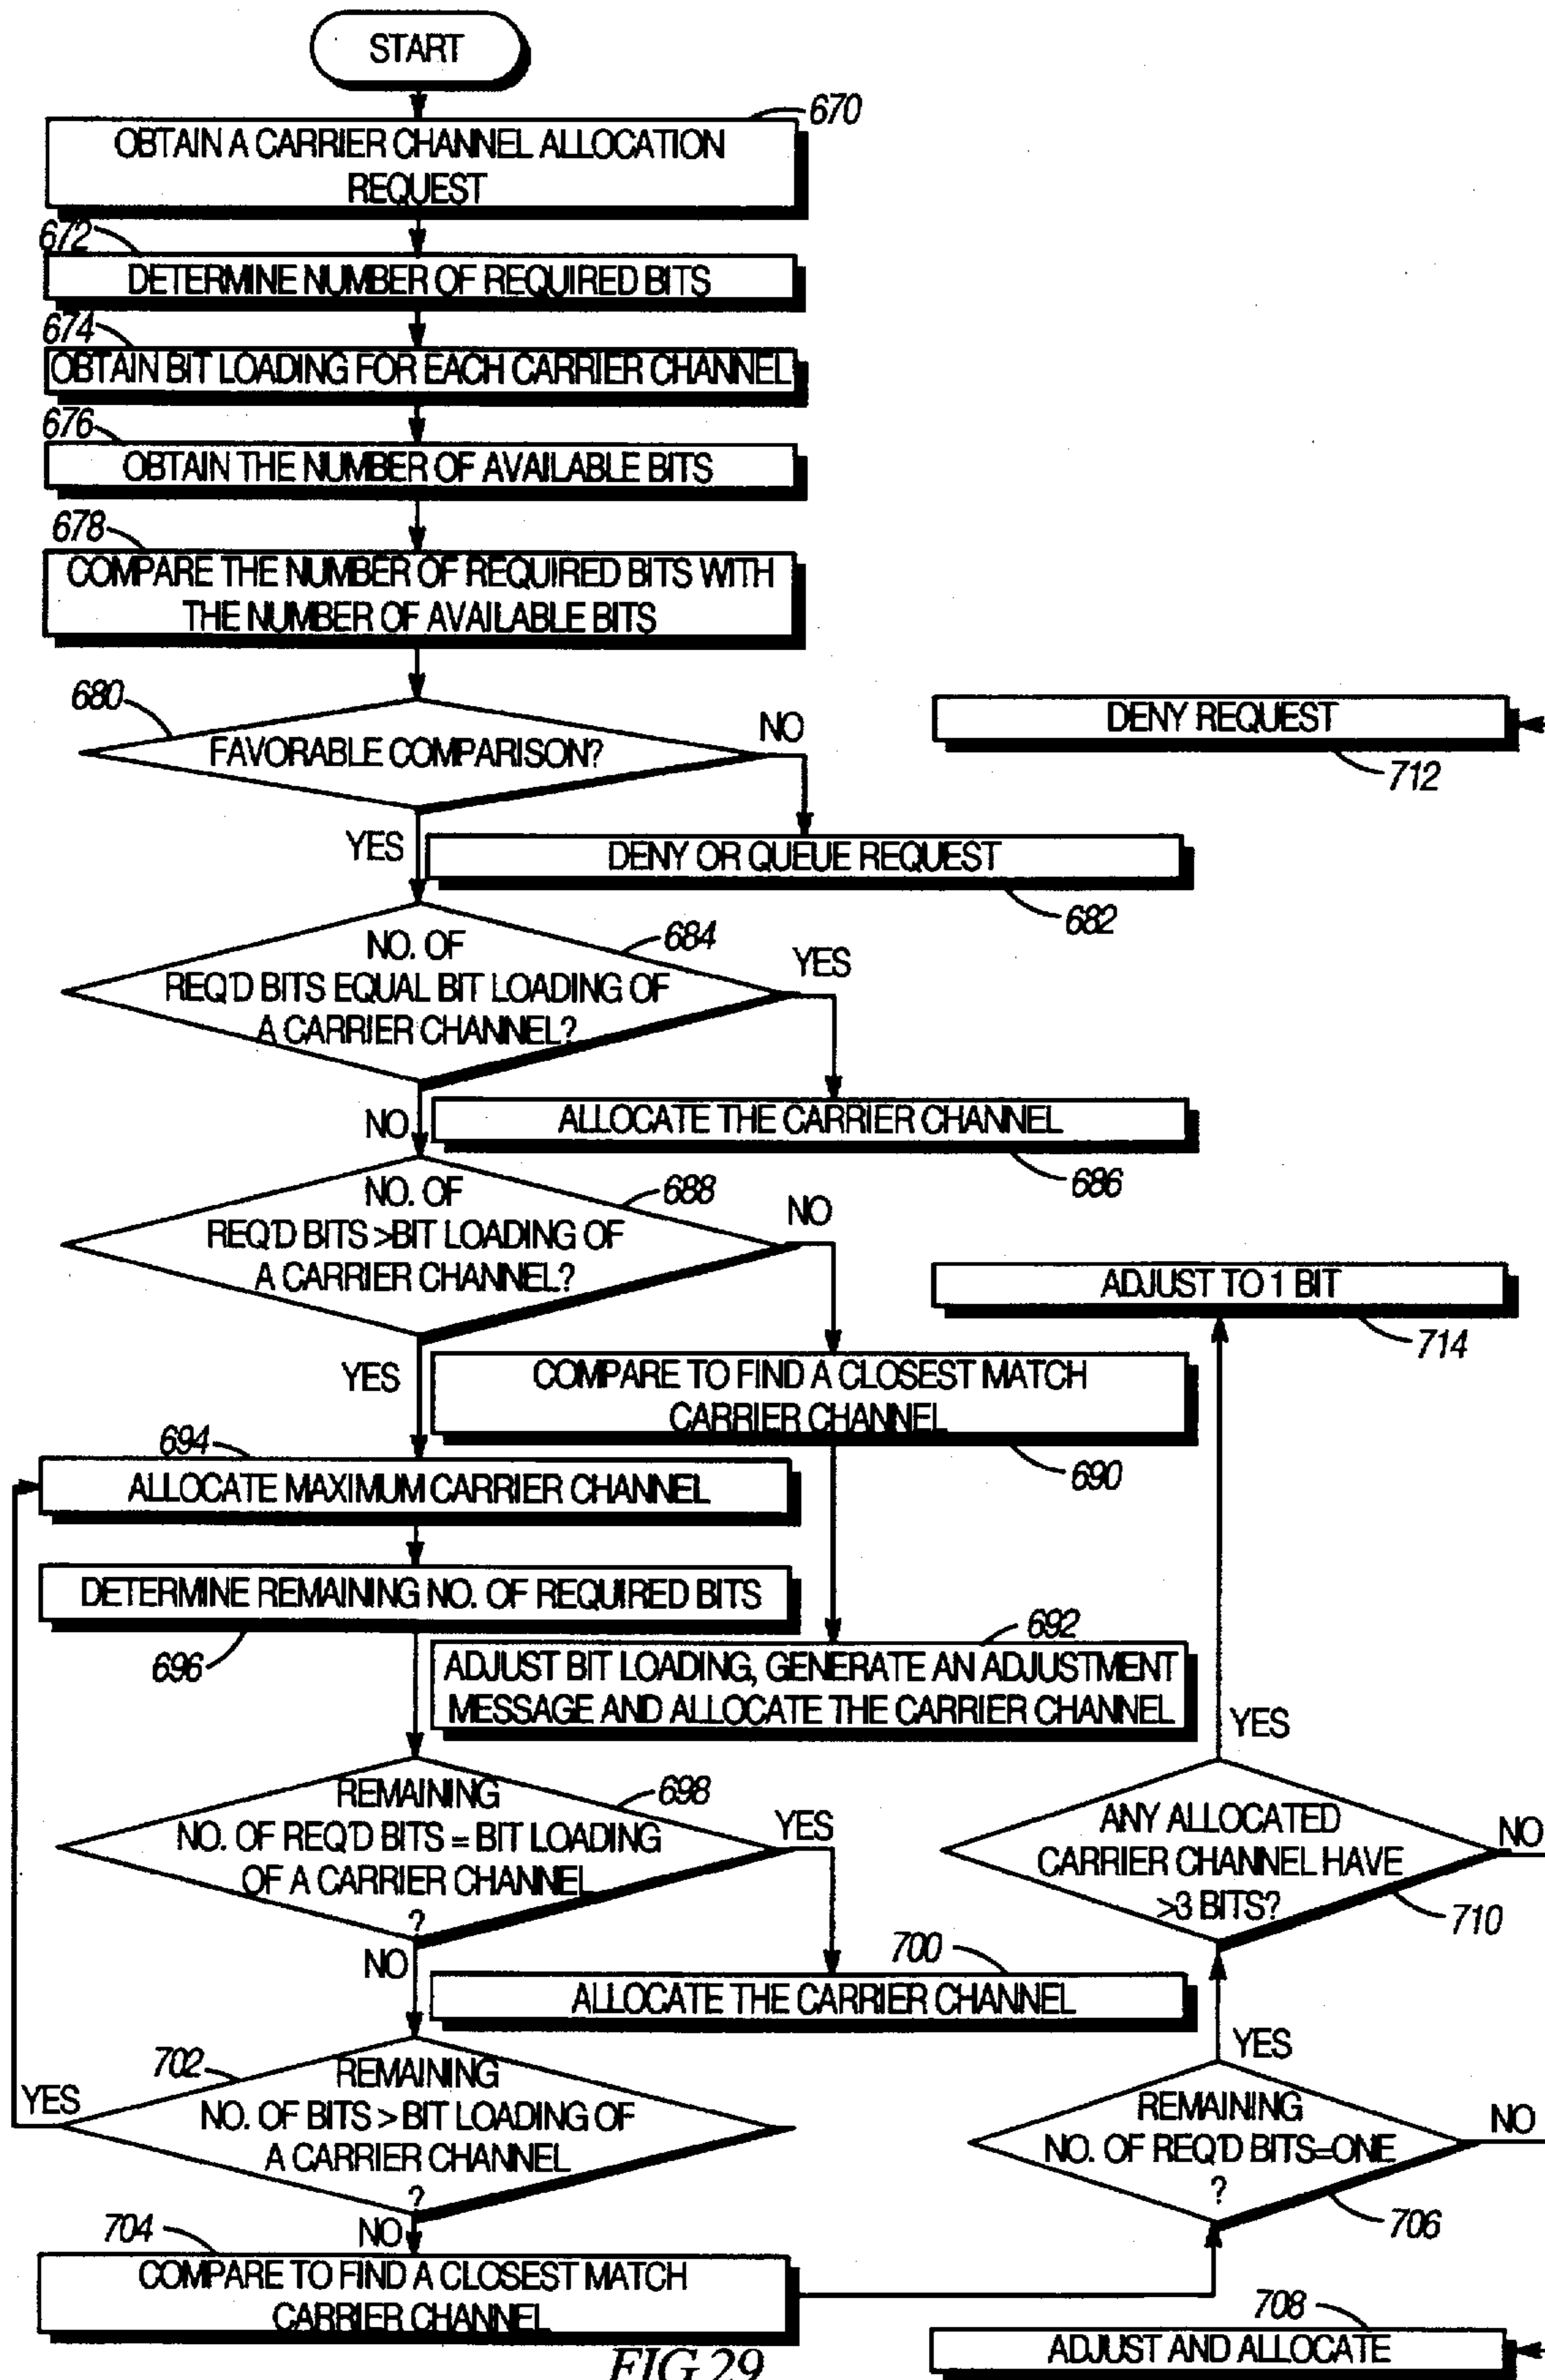 START
670
OBTAIN A CARRIER CHANNEL ALLOCATION
REQUEST
672
DETERMINE NUMBER OF REQUIRED BITS
674
OBTAIN BIT LOADING FOR EACH CARRIER CHANNEL
676
OBTAIN THE NUMBER OF AVAILABLE BITS
678
COMPARE THE NUMBER OF REQUIRED BITS WITH
THE NUMBER OF AVAILABLE BITS
680
FAVORABLE COMPARISON?
NO
YES
DENY OR QUEUE REQUEST
682
NO. OF
REQ'D BITS EQUAL BIT LOADING OF
A CARRIER CHANNEL?
684
YES
NO
ALLOCATE THE CARRIER CHANNEL
686
NO. OF
REQ'D BITS >BIT LOADING OF
A CARRIER CHANNEL?
688
NO
YES
COMPARE TO FIND A CLOSEST MATCH
CARRIER CHANNEL
690
694
ALLOCATE MAXIMUM CARRIER CHANNEL
DETERMINE REMAINING NO. OF REQUIRED BITS
696
692
ADJUST BIT LOADING, GENERATE AN ADJUSTMENT
MESSAGE AND ALLOCATE THE CARRIER CHANNEL
REMAINING
NO. OF REQ'D BITS = BIT LOADING
OF A CARRIER CHANNEL
?
698
YES
NO
700
ALLOCATE THE CARRIER CHANNEL
702
REMAINING
NO. OF BITS > BIT LOADING OF
A CARRIER CHANNEL
?
YES
NO
704
COMPARE TO FIND A CLOSEST MATCH
CARRIER CHANNEL
DENY REQUEST
712
ADJUST TO 1 BIT
714
YES
ANY ALLOCATED
CARRIER CHANNEL HAVE
>3 BITS?
NO
710
YES
REMAINING
NO. OF REQ'D BITS=ONE
?
NO
706
708
ADJUST AND ALLOCATE
FIG.29